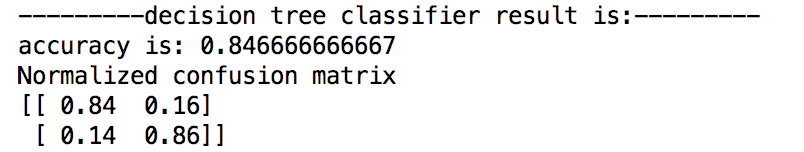 ---------decision tree classifier result is:---------
accuracy is: 0.846666666667
Normalized confusion matrix
[[ 0.84  0.16]
 [ 0.14  0.86]]